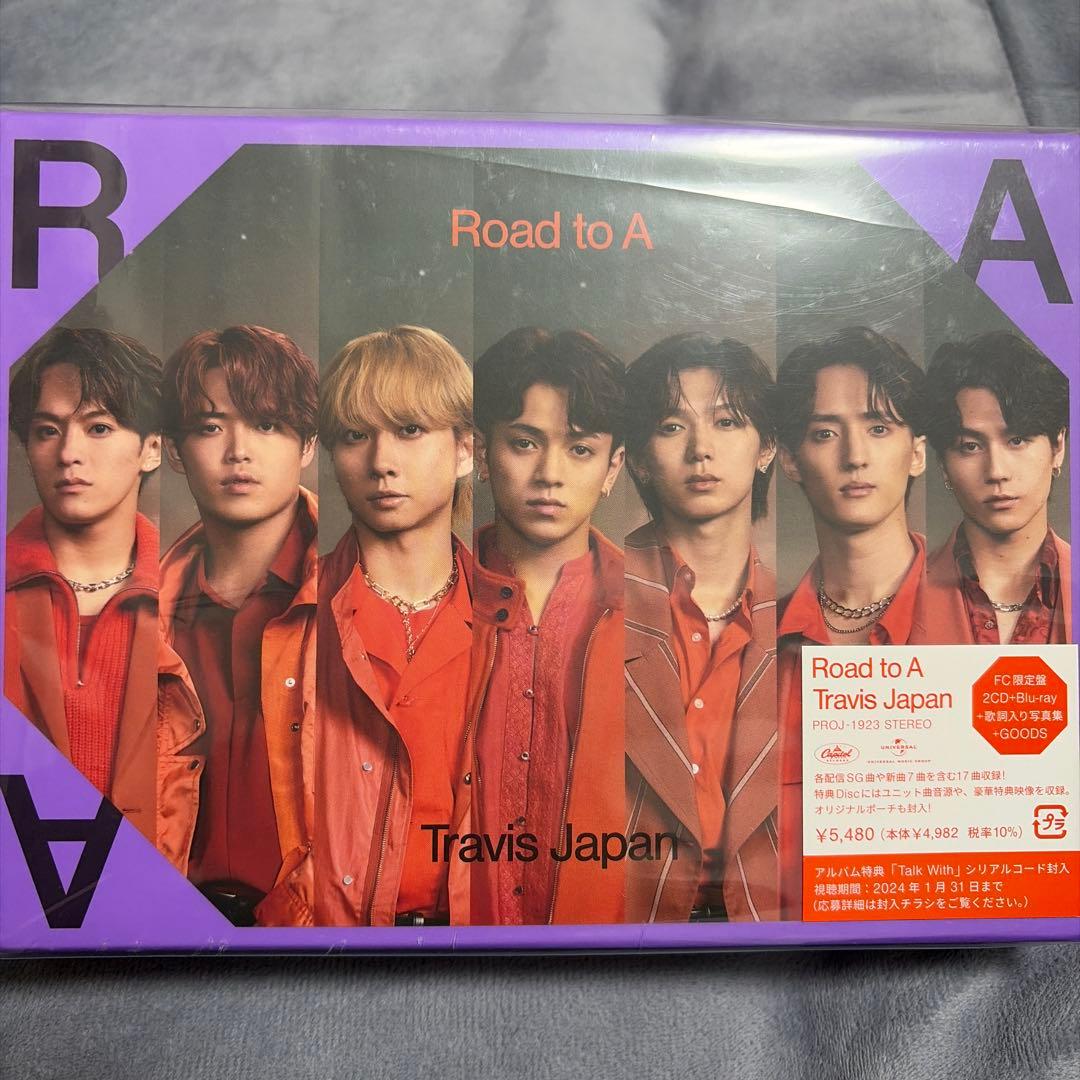 R
A
Road to A
Travis Japan
A
Road to A
Travis Japan
PROJ-1923 STEREO
FC限定盤
2CD+Blu-ray
+歌詞入り写真集
+GOODS
Capitol
RECORDS
UNIVERSAL
UNIVERSAL MUSIC GROUP
各配信SG曲や新曲7曲を含む17曲収録!
特典Discにはユニット曲音源や、豪華特典映像を収録。
オリジナルポーチも封入!
¥5,480(本体¥4,982 税率10%)
プラ
アルバム特典「Talk With」シリアルコード封入
視聴期間:2024年1月31日まで
(応募詳細は封入チラシをご覧ください。)